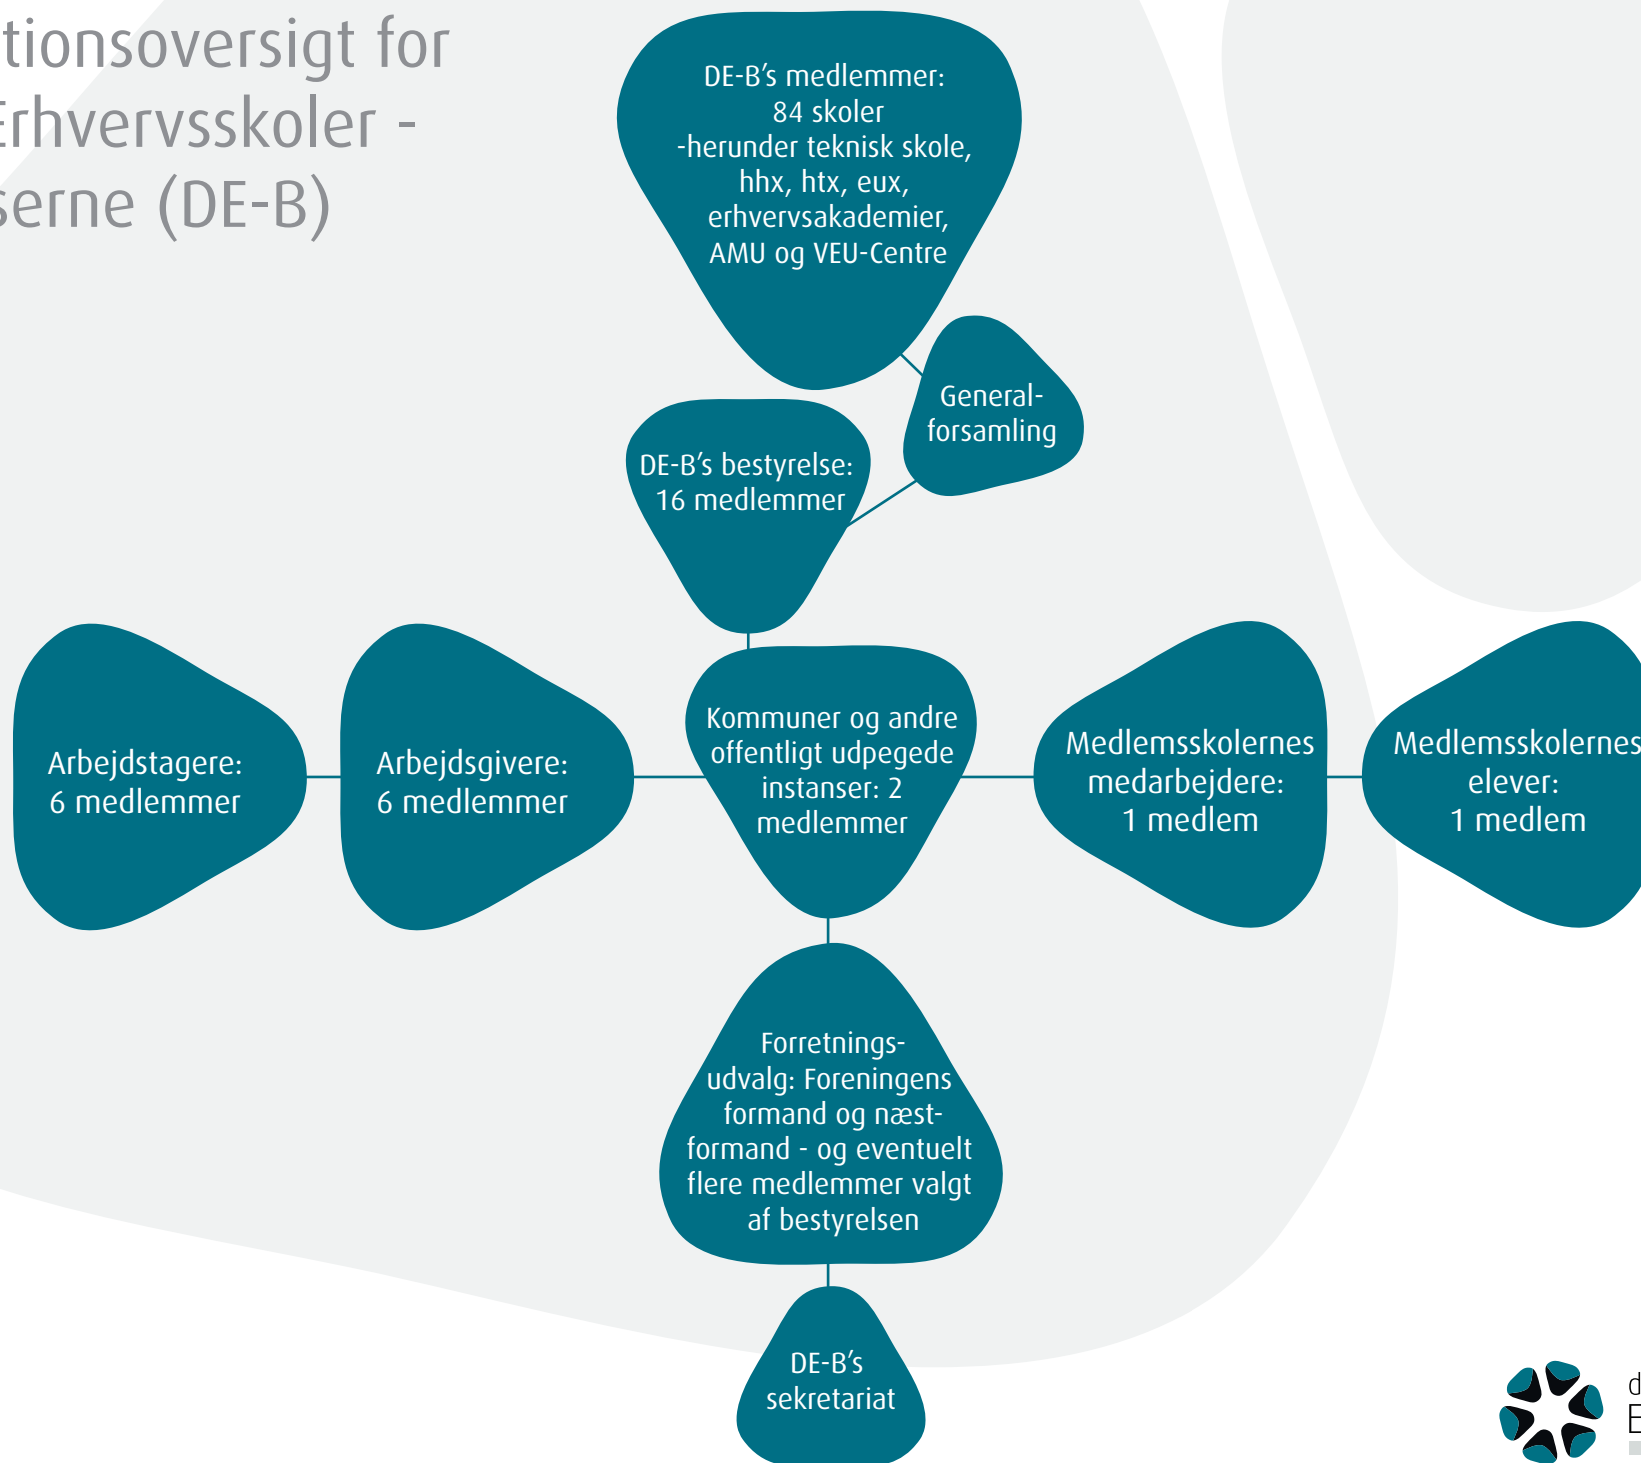 tionsoversigt for
Erhvervsskoler -
serne (DE-B)
DE-B’s medlemmer:
84 skoler
-herunder teknisk skole,
hhx, htx, eux,
erhvervsakademier,
AMU og VEU-Centre
General-
forsamling
DE-B’s bestyrelse:
16 medlemmer
Arbejdstagere:
6 medlemmer
Arbejdsgivere:
6 medlemmer
Kommuner og andre
offentligt udpegede
instanser: 2
medlemmer
Medlemsskolernes
medarbejdere:
1 medlem
Medlemsskolernes
elever:
1 medlem
Forretnings-
udvalg: Foreningens
formand og næst-
formand - og eventuelt
flere medlemmer valgt
af bestyrelsen
DE-B’s
sekretariat